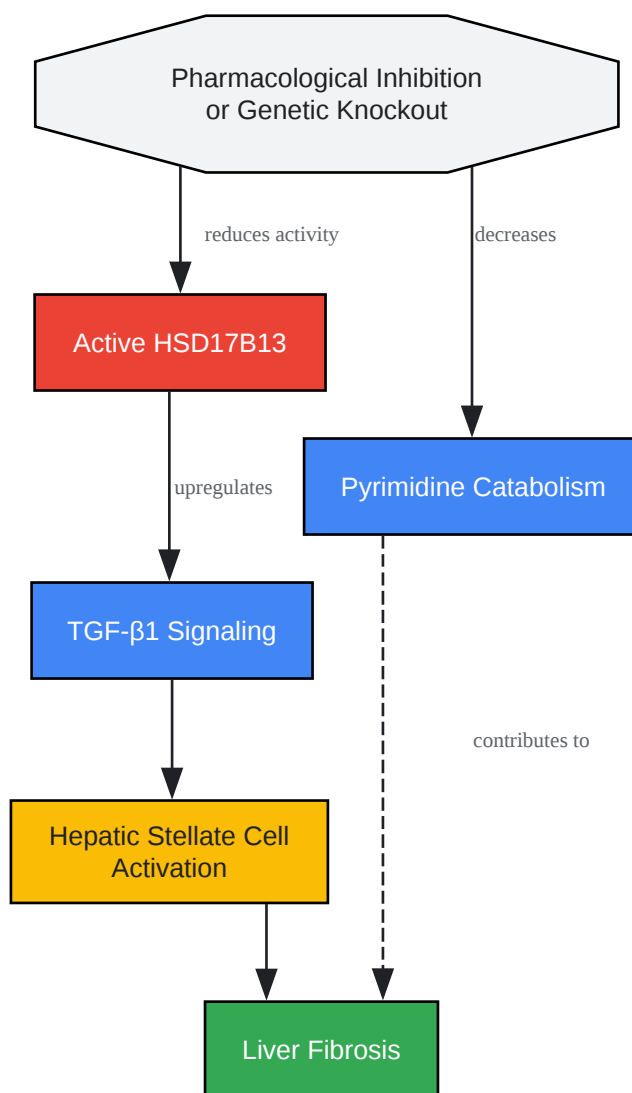 Pharmacological Inhibition
or Genetic Knockout
reduces activity
decreases
Active HSD17B13
upregulates
Pyrimidine Catabolism
TGF-β1 Signaling
contributes to
Hepatic Stellate Cell
Activation
Liver Fibrosis